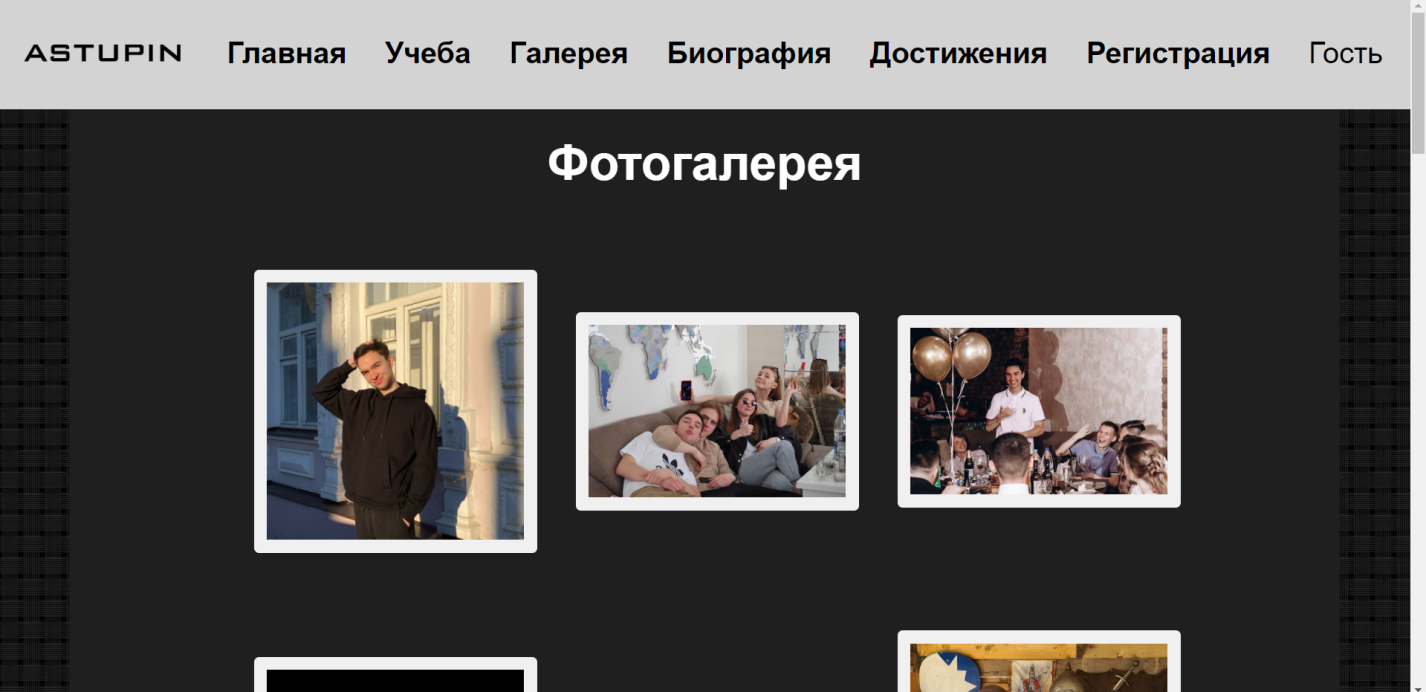 ASTUPIN Главная Учеба Галерея Биография Достижения Регистрация Гость
Фотогалерея